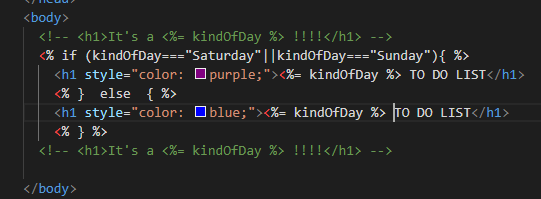 </head>
<body>
<!-- <h1>It's a <%= kindOfDay %> !!!!</h1> -->
<% if (kindOfDay==="Saturday"||kindOfDay==="Sunday"){ %>
<h1 style="color: purple;"><%= kindOfDay %> TO DO LIST</h1>
<% }  else  { %>
<h1 style="color: blue;"><%= kindOfDay %> TO DO LIST</h1>
<% } %>
<!-- <h1>It's a <%= kindOfDay %> !!!!</h1> -->
</body>